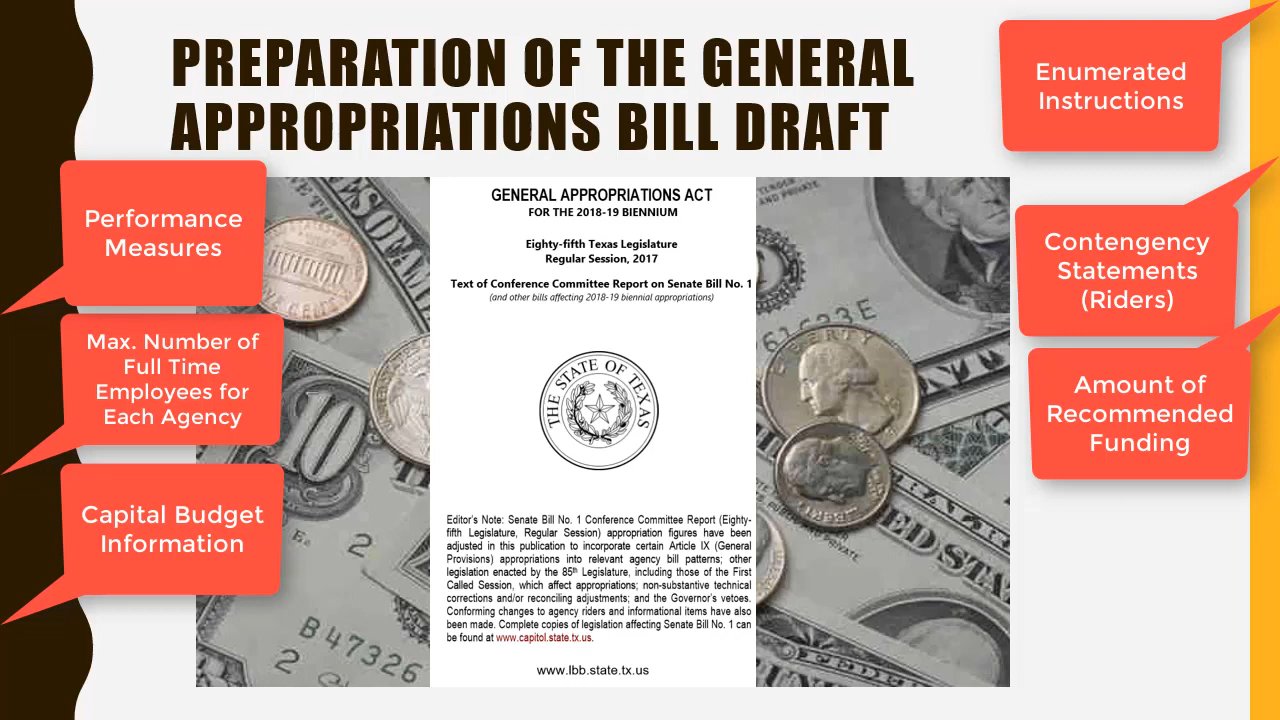 PREPARATION OF THE GENERAL
APPROPRIATIONS BILL DRAFT
Enumerated
Instructions
Performance
Measures
Contengency
Statements
(Riders)
Max. Number of
Full Time
Employees for
Each Agency
Amount of
Recommended
Funding
Capital Budget
Information
GENERAL APPROPRIATIONS ACT
FOR THE 2018-19 BIENNIUM
Eighty-fifth Texas Legislature
Regular Session, 2017
Text of Conference Committee Report on Senate Bill No. 1
(and other bills affecting 2018-19 biennial appropriations)
THE STATE OF TEXAS
Editor's Note: Senate Bill No. 1 Conference Committee Report (Eighty-
fifth Legislature, Regular Session) appropriation figures have been
adjusted in this publication to incorporate certain Article IX (General
Provisions) appropriations into relevant agency bill patterns; other
legislation enacted by the 85th Legislature, including those of the First
Called Session, which affect appropriations; non-substantive technical
corrections and/or reconciling adjustments; and the Governor's vetoes.
Conforming changes to agency riders and informational items have also
been made. Complete copies of legislation affecting Senate Bill No. 1 can
be found at www.capitol.state.tx.us.
www.lbb.state.tx.us
10
2
B47326
2
LIBERTY
LIBERTY
AND PRIVATE